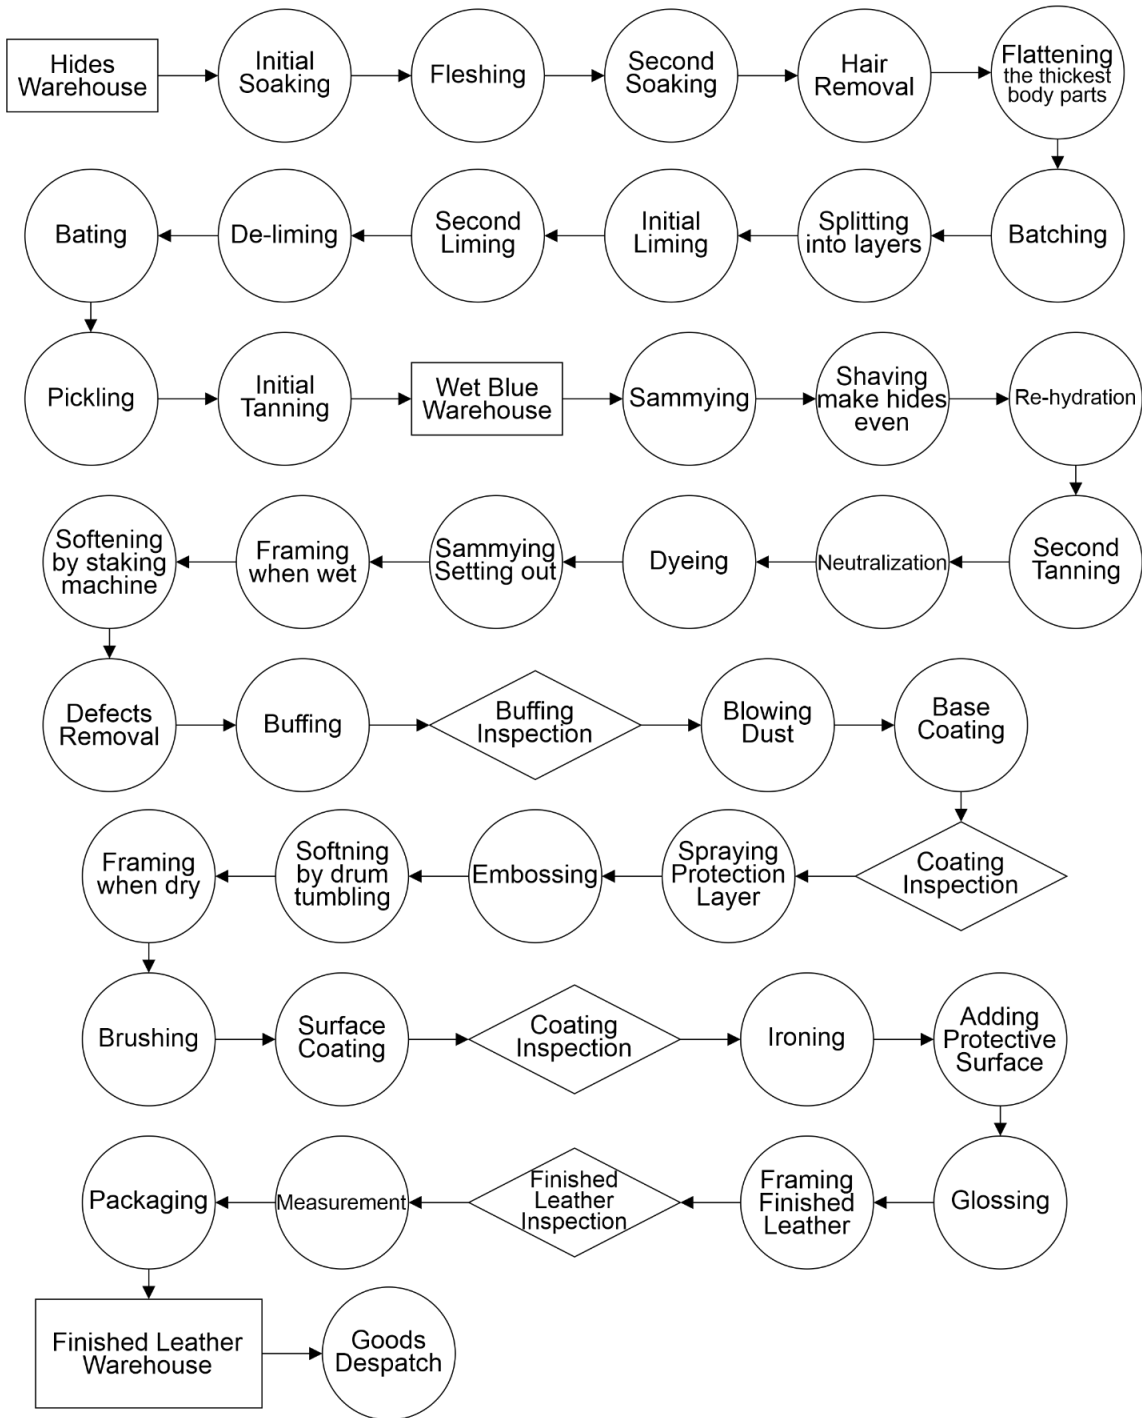 Hides
Warehouse
Initial
Soaking
Fleshing
Second
Soaking
Hair
Removal
Flattening
the thickest
body parts
Bating
De-liming
Second
Liming
Initial
Liming
Splitting
into layers
Batching
Pickling
Initial
Tanning
Wet Blue
Warehouse
Sammying
Shaving
make hides
even
Re-hydration
Softening
by staking
machine
Framing
when wet
Sammying
Setting out
Dyeing
Neutralization
Second
Tanning
Defects
Removal
Buffing
Buffing
Inspection
Blowing
Dust
Base
Coating
Framing
when dry
Softning
by drum
tumbling
Embossing
Spraying
Protection
Layer
Coating
Inspection
Brushing
Surface
Coating
Coating
Inspection
Ironing
Adding
Protective
Surface
Packaging
Measurement
Finished
Leather
Inspection
Framing
Finished
Leather
Glossing
Finished Leather
Warehouse
Goods
Despatch